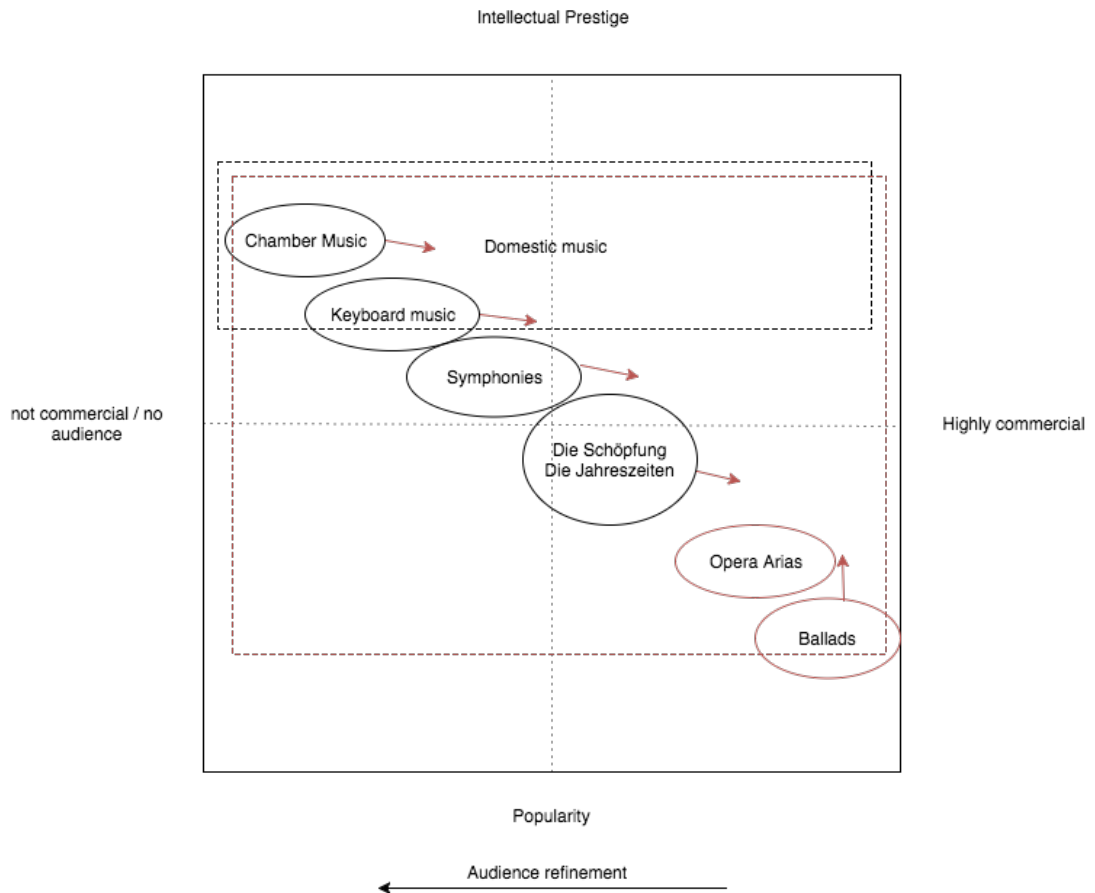 Intellectual Prestige
Chamber Music
Domestic music
Keyboard music
Symphonies
not commercial / no
audience
Highly commercial
Die Schöpfung
Die Jahreszeiten
Opera Arias
Ballads
Popularity
Audience refinement